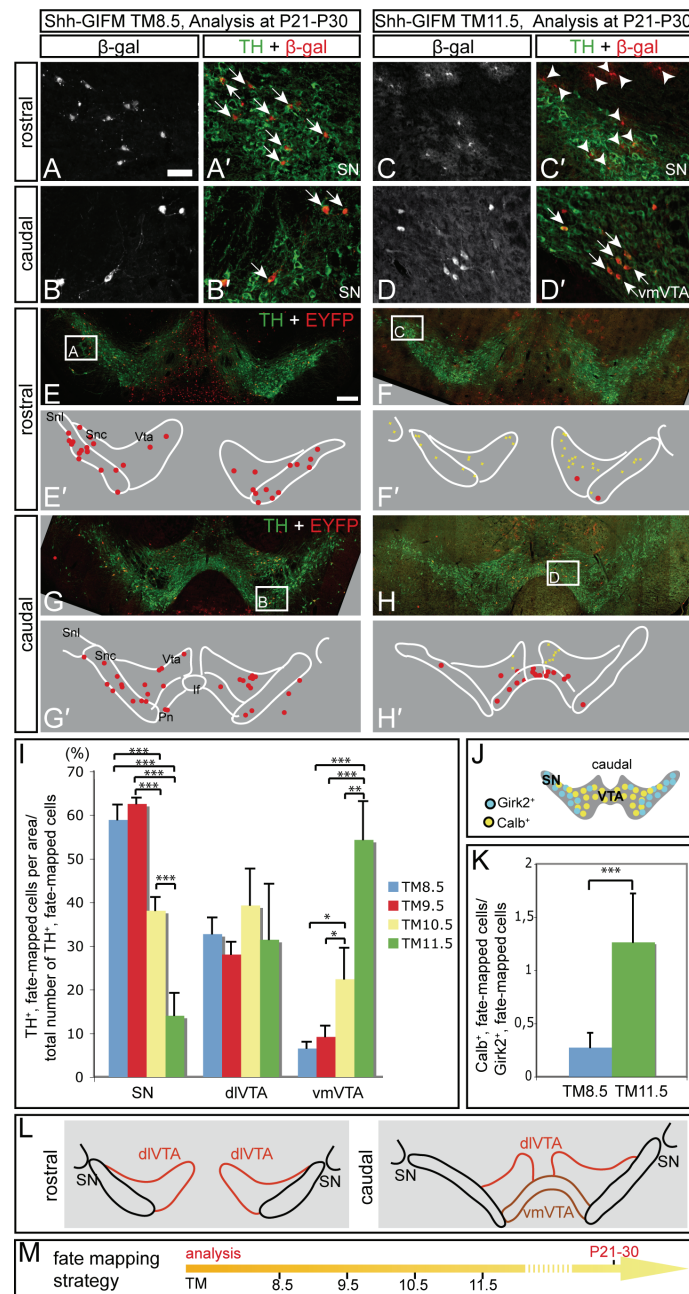 Shh-GIFM TM8.5, Analysis at P21-P30
Shh-GIFM TM11.5, Analysis at P21-P30
β-gal
TH + β-gal
β-gal
TH + β-gal
rostral
A
A′
SN
C
C′
SN
caudal
B
B′
SN
D
D′
vmVTA
rostral
TH + EYFP
A
E
C
F
Snl
Snc
Vta
E′
F′
caudal
TH + EYFP
B
G
D
H
Snl
Snc
Vta
If
Pn
G′
H′
I
(%)
TH⁺, fate-mapped cells per area/
total number of TH⁺, fate-mapped cells
70
60
50
40
30
20
10
0
***
***
***
***
***
*
*
***
***
**
TM8.5
TM9.5
TM10.5
TM11.5
SN
dlVTA
vmVTA
J
caudal
SN
VTA
Girk2⁺
Calb⁺
K
Calb⁺, fate-mapped cells/
Girk2⁺, fate-mapped cells
2
1,5
1
0,5
0
***
TM8.5
TM11.5
L
rostral
SN
dlVTA
dlVTA
SN
caudal
SN
dlVTA
vmVTA
SN
M
fate mapping
strategy
analysis
P21-30
TM
8.5
9.5
10.5
11.5